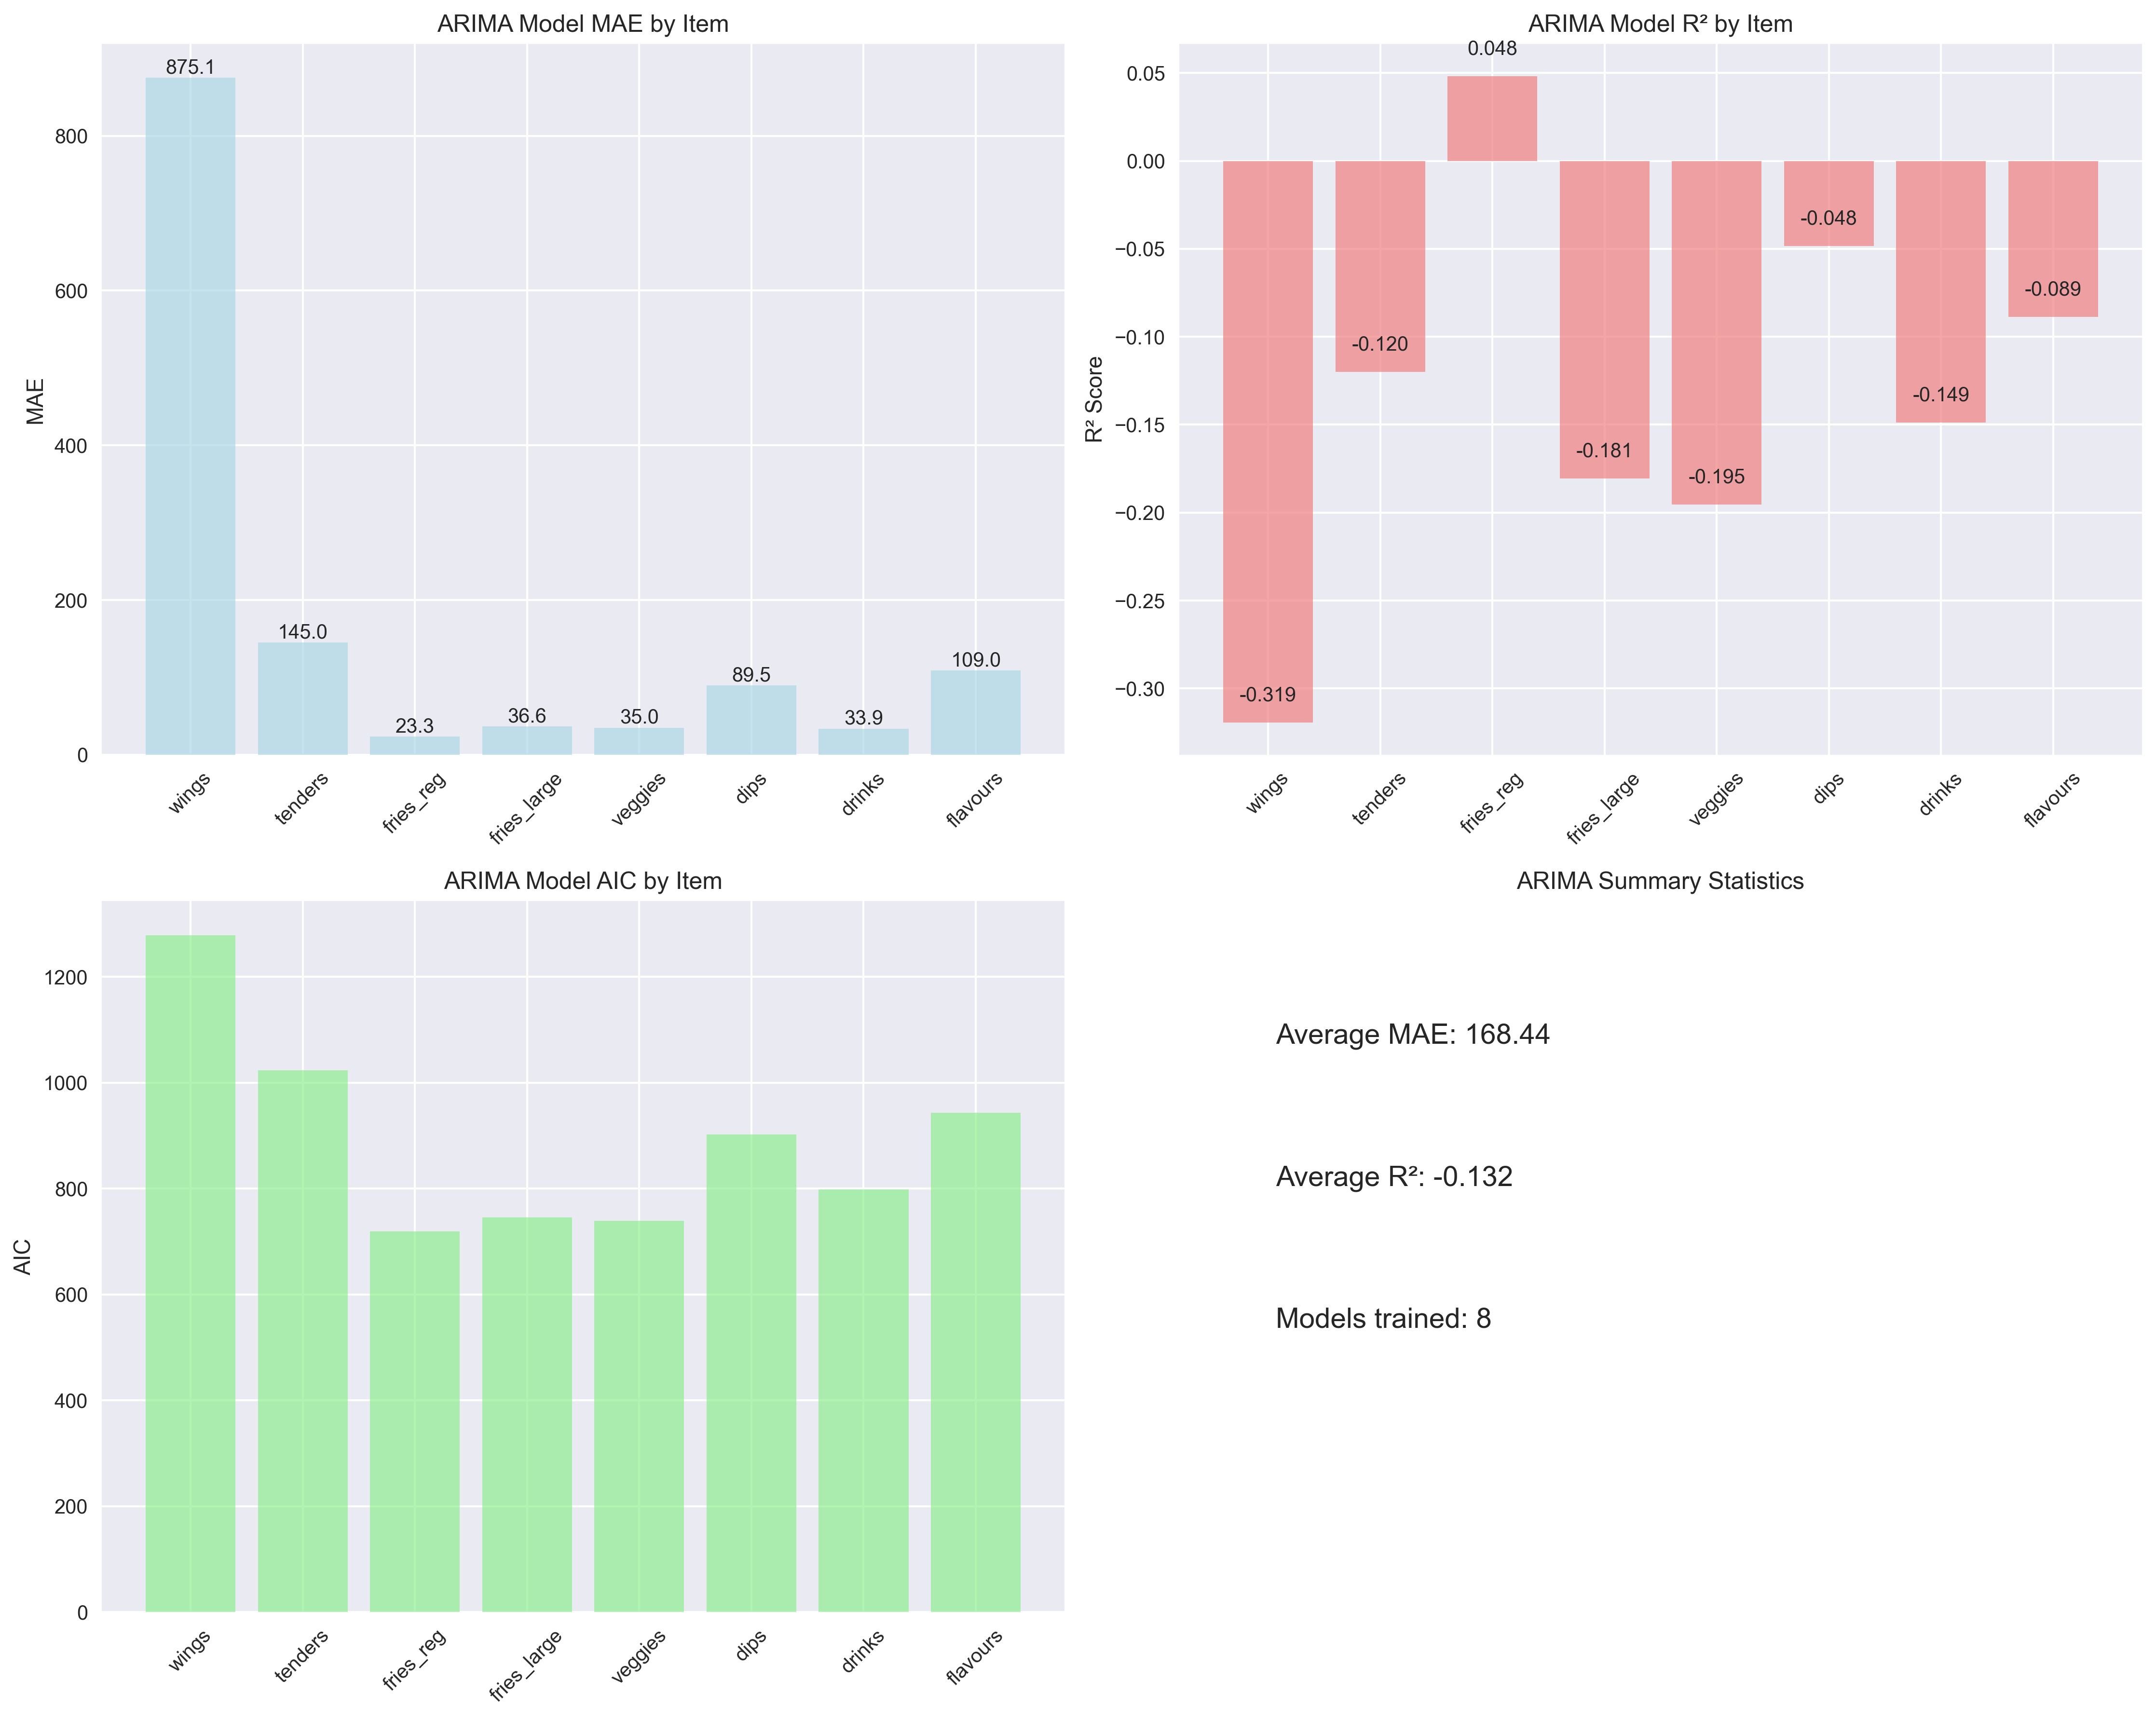 ARIMA Model MAE by Item
MAE
800
600
400
200
0
875.1
145.0
23.3
36.6
35.0
89.5
33.9
109.0
wings
tenders
fries_reg
fries_large
veggies
dips
drinks
flavours
ARIMA Model R² by Item
R² Score
0.05
0.00
−0.05
−0.10
−0.15
−0.20
−0.25
−0.30
-0.319
-0.120
0.048
-0.181
-0.195
-0.048
-0.149
-0.089
wings
tenders
fries_reg
fries_large
veggies
dips
drinks
flavours
ARIMA Model AIC by Item
AIC
1200
1000
800
600
400
200
0
wings
tenders
fries_reg
fries_large
veggies
dips
drinks
flavours
ARIMA Summary Statistics
Average MAE: 168.44
Average R²: -0.132
Models trained: 8